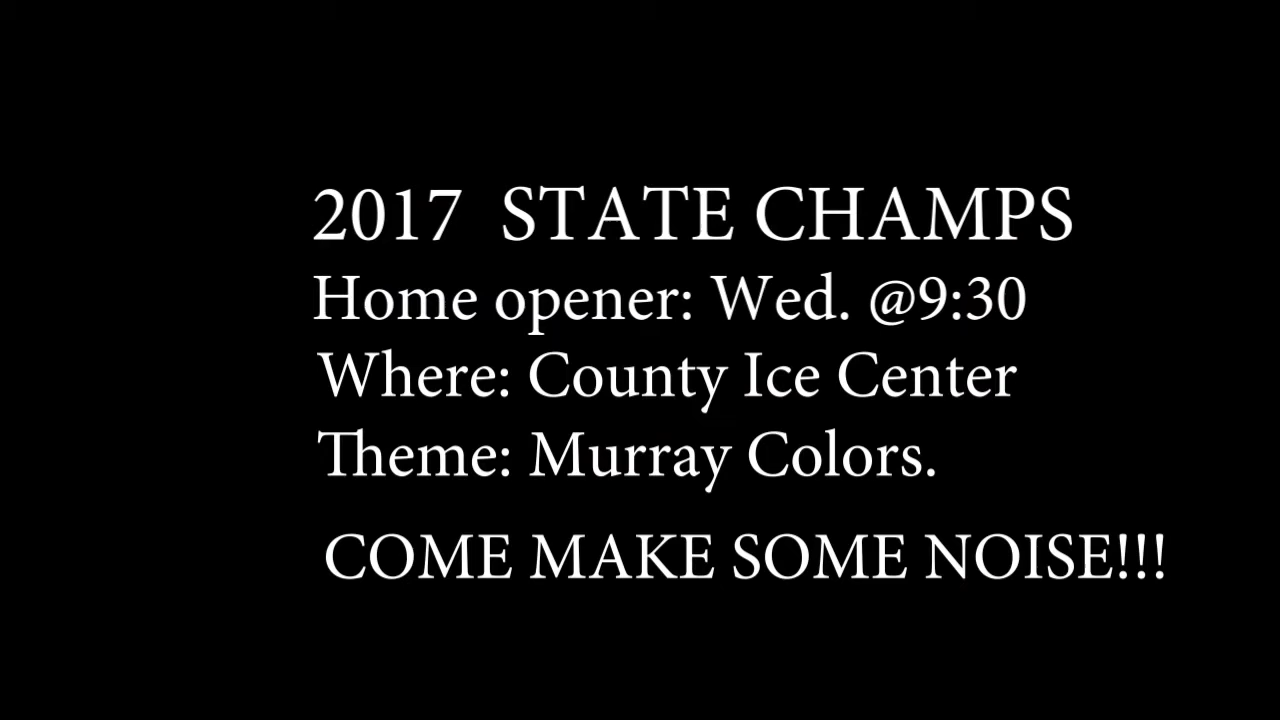 2017 STATE CHAMPS
Home opener: Wed. @9:30
Where: County Ice Center
Theme: Murray Colors.
COME MAKE SOME NOISE!!!